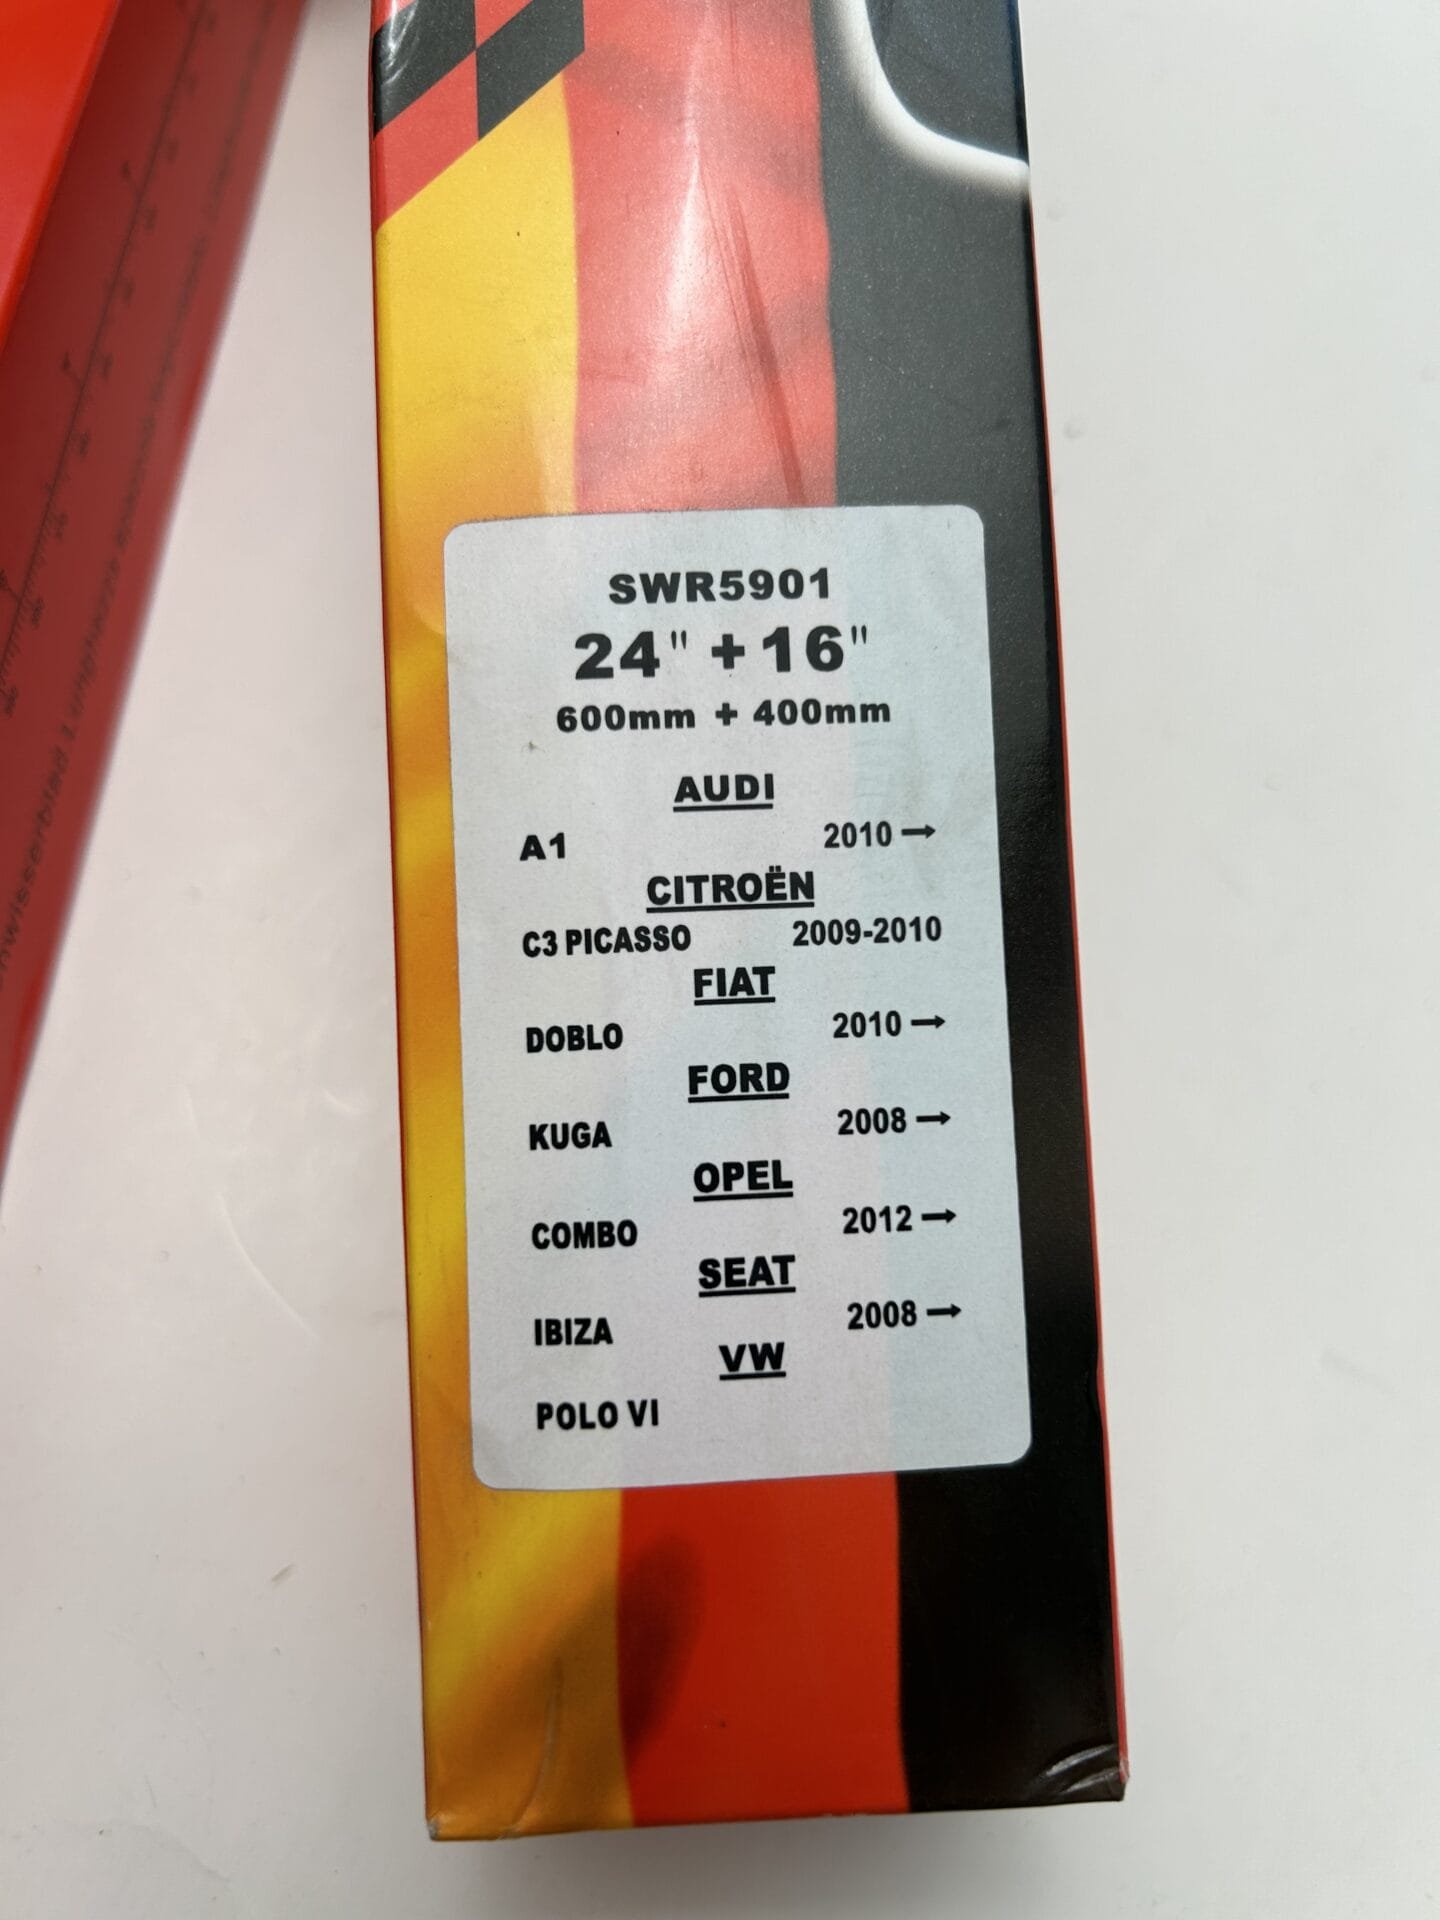 SWR5901
24" + 16"
600mm + 400mm
AUDI
A1 2010 →
CITROËN
C3 PICASSO 2009-2010
FIAT
DOBLO 2010 →
FORD
KUGA 2008 →
OPEL
COMBO 2012 →
SEAT
IBIZA 2008 →
VW
POLO VI